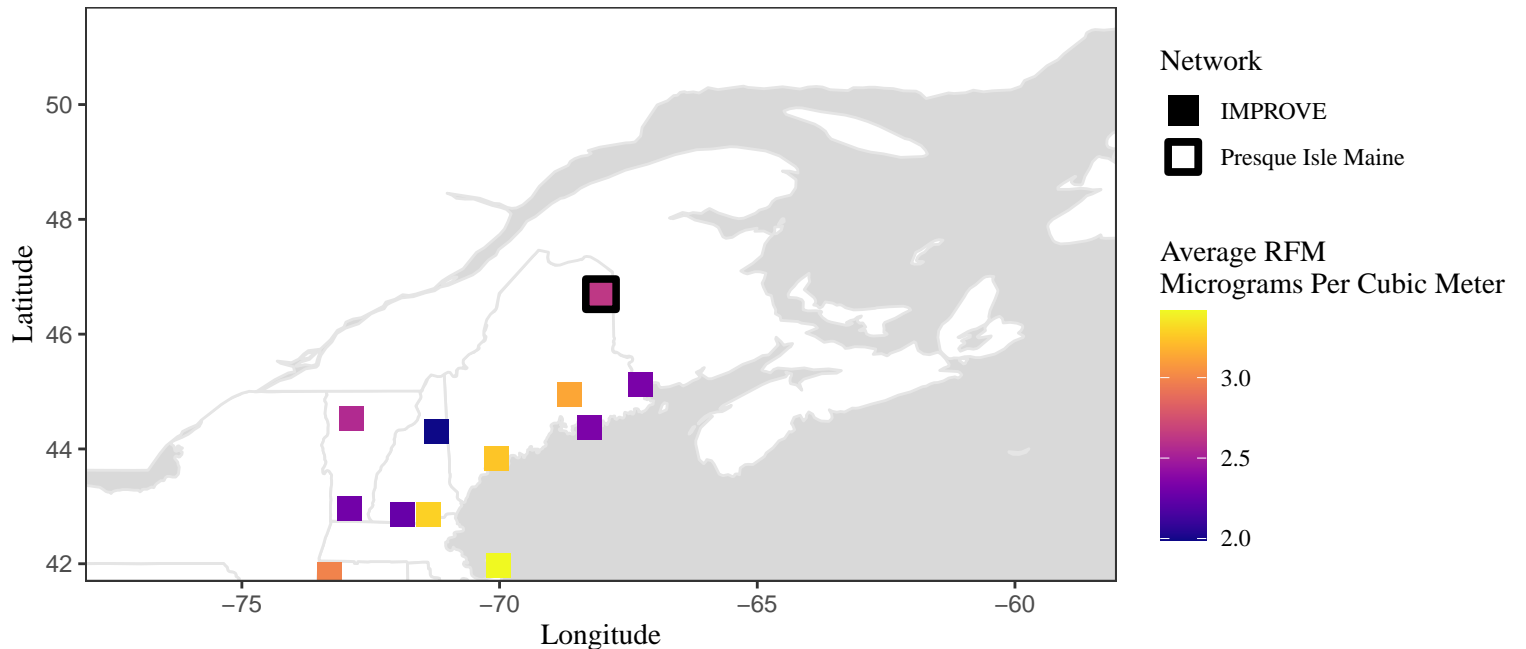 50
48
46
44
42
Latitude
−75
−70
−65
−60
Longitude
Network
IMPROVE
Presque Isle Maine
Average RFM
Micrograms Per Cubic Meter
3.0
2.5
2.0